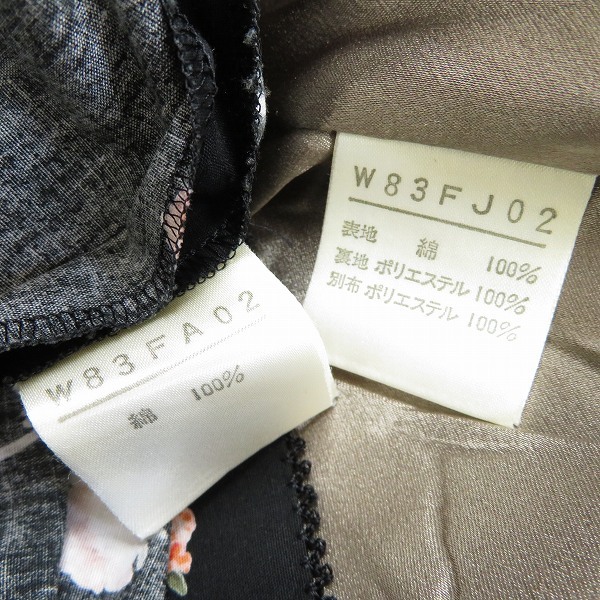 W83FJ02
表地 綿 100%
裏地 ポリエステル 100%
別布 ポリエステル 100%
W83FA02
綿 100%